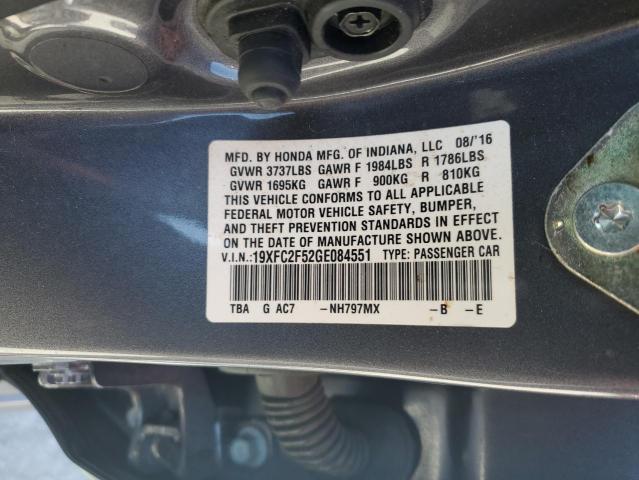 MFD. BY HONDA MFG. OF INDIANA, LLC 08/'16
GVWR 3737LBS GAWR F 1984LBS R 1786LBS
GVWR 1695KG GAWR F 900KG R 810KG
THIS VEHICLE CONFORMS TO ALL APPLICABLE
FEDERAL MOTOR VEHICLE SAFETY, BUMPER,
AND THEFT PREVENTION STANDARDS IN EFFECT
ON THE DATE OF MANUFACTURE SHOWN ABOVE.
V.I.N.:19XFC2F52GE084551 TYPE: PASSENGER CAR
TBA G AC7 -NH797MX -B -E